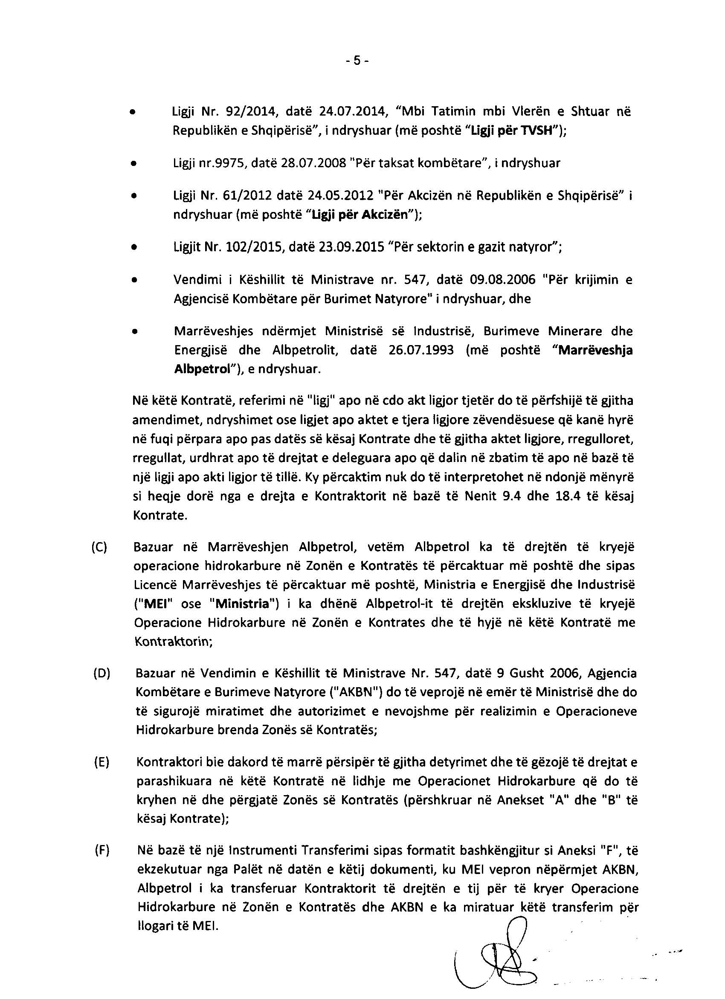 - 5 -
• Ligji Nr. 92/2014, datë 24.07.2014, “Mbi Tatimin mbi Vlerën e Shtuar në
Republikën e Shqipërisë”, i ndryshuar (më poshtë “Ligji për TVSH”);
• Ligji nr.9975, datë 28.07.2008 "Për taksat kombëtare”, i ndryshuar
• Ligji Nr. 61/2012 datë 24.05.2012 "Për Akcizën në Republikën e Shqipërisë” i
ndryshuar (më poshtë “Ligji për Akcizën”);
• Ligjit Nr. 102/2015, datë 23.09.2015 “Për sektorin e gazit natyror”;
• Vendimi i Këshillit të Ministrave nr. 547, datë 09.08.2006 "Për krijimin e
Agjencisë Kombëtare për Burimet Natyrore" i ndryshuar, dhe
• Marrëveshjes ndërmjet Ministrisë së Industrisë, Burimeve Minerare dhe
Energjisë dhe Albpetrolit, datë 26.07.1993 (më poshtë “Marrëveshja
Albpetrol”), e ndryshuar.
Në këtë Kontratë, referimi në "ligj" apo në cdo akt ligjor tjetër do të përfshijë të gjitha
amendimet, ndryshimet ose ligjet apo aktet e tjera ligjore zëvendësuese që kanë hyrë
në fuqi përpara apo pas datës së kësaj Kontrate dhe të gjitha aktet ligjore, rregulloret,
rregullat, urdhrat apo të drejtat e deleguara apo që dalin në zbatim të apo në bazë të
një ligji apo akti ligjor të tillë. Ky përcaktim nuk do të interpretohet në ndonjë mënyrë
si heqje dorë nga e drejta e Kontraktorit në bazë të Nenit 9.4 dhe 18.4 të kësaj
Kontrate.
(C) Bazuar në Marrëveshjen Albpetrol, vetëm Albpetrol ka të drejtën të kryejë
operacione hidrokarbure në Zonën e Kontratës të përcaktuar më poshtë dhe sipas
Licencë Marrëveshjes të përcaktuar më poshtë, Ministria e Energjisë dhe Industrisë
("MEI" ose "Ministria") i ka dhënë Albpetrol-it të drejtën ekskluzive të kryejë
Operacione Hidrokarbure në Zonën e Kontrates dhe të hyjë në këtë Kontratë me
Kontraktorin;
(D) Bazuar në Vendimin e Këshillit të Ministrave Nr. 547, datë 9 Gusht 2006, Agjencia
Kombëtare e Burimeve Natyrore ("AKBN") do të veprojë në emër të Ministrisë dhe do
të sigurojë miratimet dhe autorizimet e nevojshme për realizimin e Operacioneve
Hidrokarbure brenda Zonës së Kontratës;
(E) Kontraktori bie dakord të marrë përsipër të gjitha detyrimet dhe të gëzojë të drejtat e
parashikuara në këtë Kontratë në lidhje me Operacionet Hidrokarbure që do të
kryhen në dhe përgjatë Zonës së Kontratës (përshkruar në Anekset "A" dhe "B" të
kësaj Kontrate);
(F) Në bazë të një Instrumenti Transferimi sipas formatit bashkëngjitur si Aneksi "F", të
ekzekutuar nga Palët në datën e këtij dokumenti, ku MEI vepron nëpërmjet AKBN,
Albpetrol i ka transferuar Kontraktorit të drejtën e tij për të kryer Operacione
Hidrokarbure në Zonën e Kontratës dhe AKBN e ka miratuar këtë transferim për
llogari të MEI.